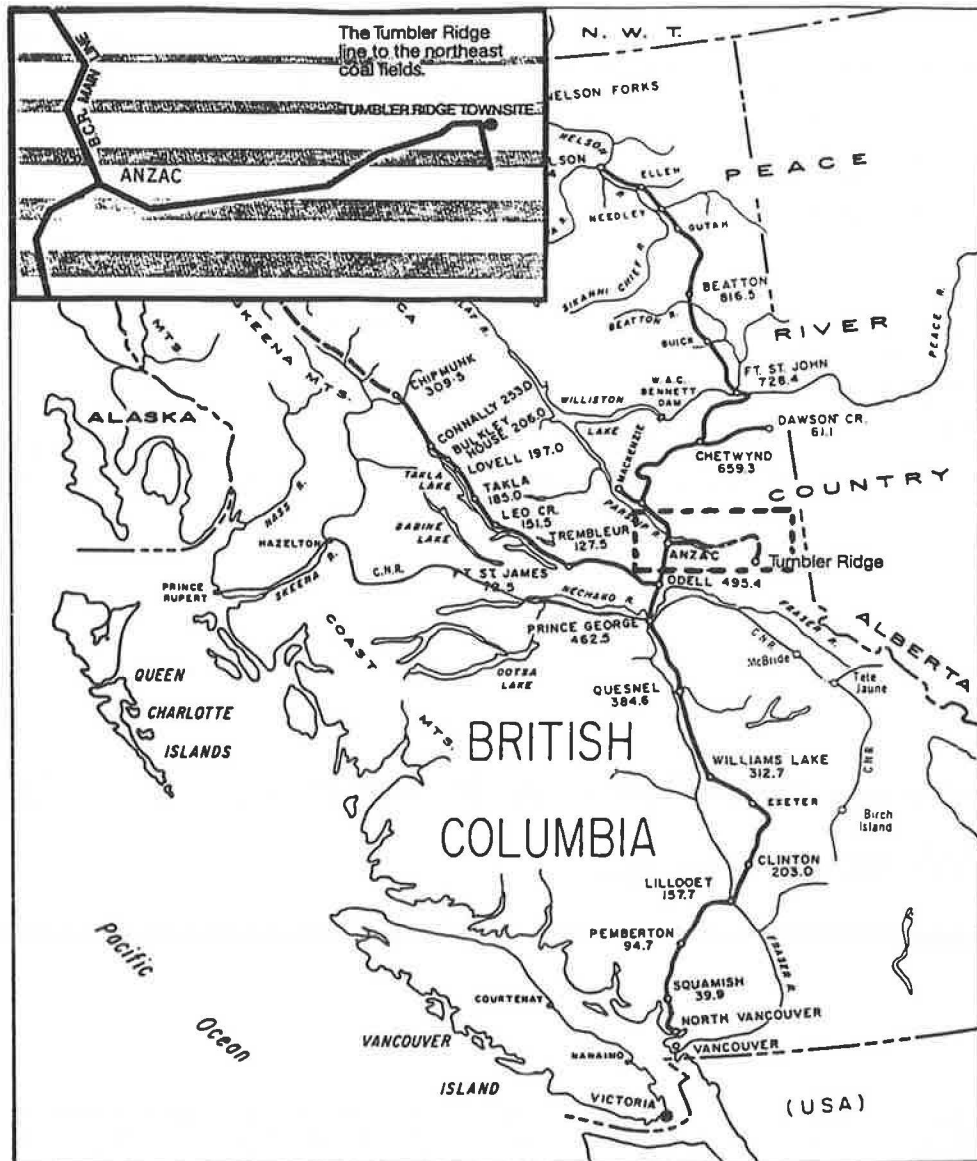 The Tumbler Ridge
line to the northeast
coal fields.
TUMBLER RIDGE TOWNSITE
B.C.R. MAIN LINE
ANZAC
N. W. T.
NELSON FORKS
NELSON
ELLEH
PEACE
NEEDLEY
GUTAH
SIKANNI CHIEF R.
BEATTON
816.5
BEATTON R.
RIVER
BUICK
PEACE R.
FT. ST. JOHN
728.4
W.A.C.
BENNETT
DAM
WILLISTON
LAKE
DAWSON CR.
61.1
CHETWYND
659.3
MACKENZIE
COUNTRY
PARSNIP R.
ANZAC
Tumbler Ridge
ODELL 495.4
MTS.
SKEENA MTS.
CHIPMUNK
309.5
ALASKA
CONNALLY 253.0
BULKLEY
HOUSE 206.0
LOVELL 197.0
TAKLA
LAKE
TAKLA
185.0
LEO CR.
151.5
TREMBLEUR
127.5
NASS R.
BABINE
LAKE
HAZELTON
C.N.R.
FT. ST. JAMES
72.5
PRINCE
RUPERT
SKEENA R.
NECHAKO R.
PRINCE GEORGE
462.5
FRASER R.
ALBERTA
C.N.R.
McBride
Tete
Jaune
COAST
MTS.
OOTSA
LAKE
QUEEN
CHARLOTTE
ISLANDS
QUESNEL
384.6
BRITISH
COLUMBIA
WILLIAMS LAKE
312.7
C.N.R.
EXETER
Birch
Island
CLINTON
203.0
LILLOOET
157.7
PEMBERTON
94.7
FRASER R.
Pacific
Ocean
SQUAMISH
39.9
COURTENAY
NORTH VANCOUVER
VANCOUVER
VANCOUVER
ISLAND
NANAIMO
VICTORIA
(USA)